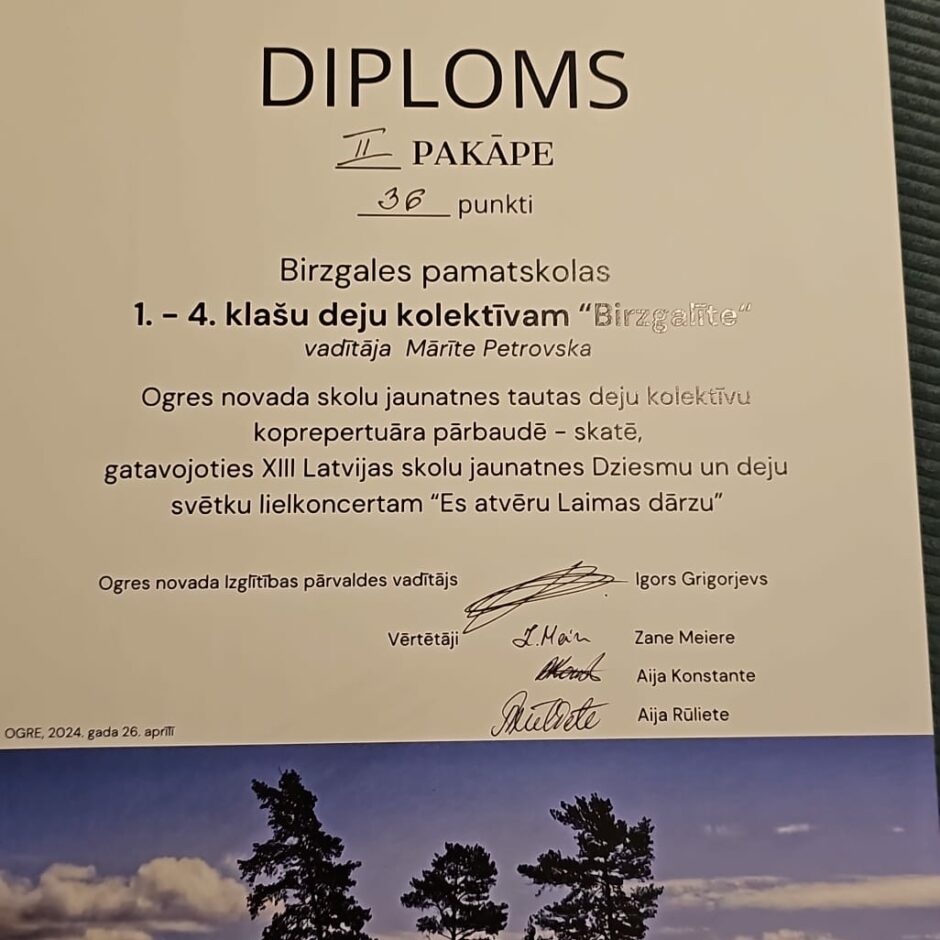 DIPLOMS
II PAKĀPE
36 punkti
Birzgales pamatskolas
1. – 4. klašu deju kolektīvam “Birzgalīte“
vadītāja Mārīte Petrovska
Ogres novada skolu jaunatnes tautas deju kolektīvu
koprepertuāra pārbaudē - skatē,
gatavojoties XIII Latvijas skolu jaunatnes Dziesmu un deju
svētku lielkoncertam “Es atvēru Laimas dārzu”
Ogres novada Izglītības pārvaldes vadītājs Igors Grigorjevs
Vērtētāji Zane Meiere
Aija Konstante
Aija Rūliete
OGRE, 2024. gada 26. aprīlī